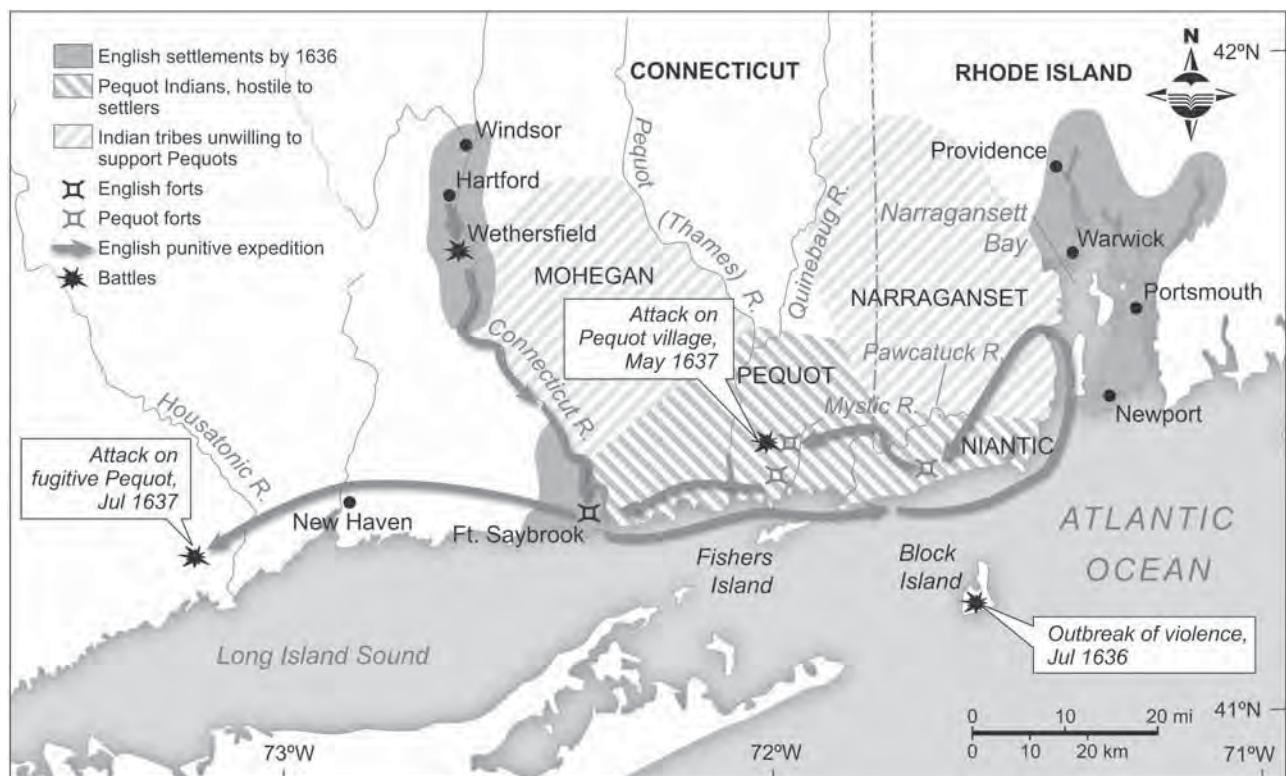 English settlements by 1636
Pequot Indians, hostile to
settlers
Indian tribes unwilling to
support Pequots
English forts
Pequot forts
English punitive expedition
Battles
CONNECTICUT
RHODE ISLAND
N
42ºN
Windsor
Hartford
Wethersfield
MOHEGAN
Pequot
(Thames) R.
Quinebaug R.
Providence
Narragansett
Bay
Warwick
Portsmouth
NARRAGANSET
Attack on
Pequot village,
May 1637
Connecticut R.
PEQUOT
Pawcatuck R.
Mystic R.
NIANTIC
Newport
Housatonic R.
Attack on
fugitive Pequot,
Jul 1637
New Haven
Ft. Saybrook
Fishers
Island
Block
Island
ATLANTIC
OCEAN
Outbreak of violence,
Jul 1636
Long Island Sound
0 10 20 mi
0 10 20 km
41ºN
73ºW
72ºW
71ºW